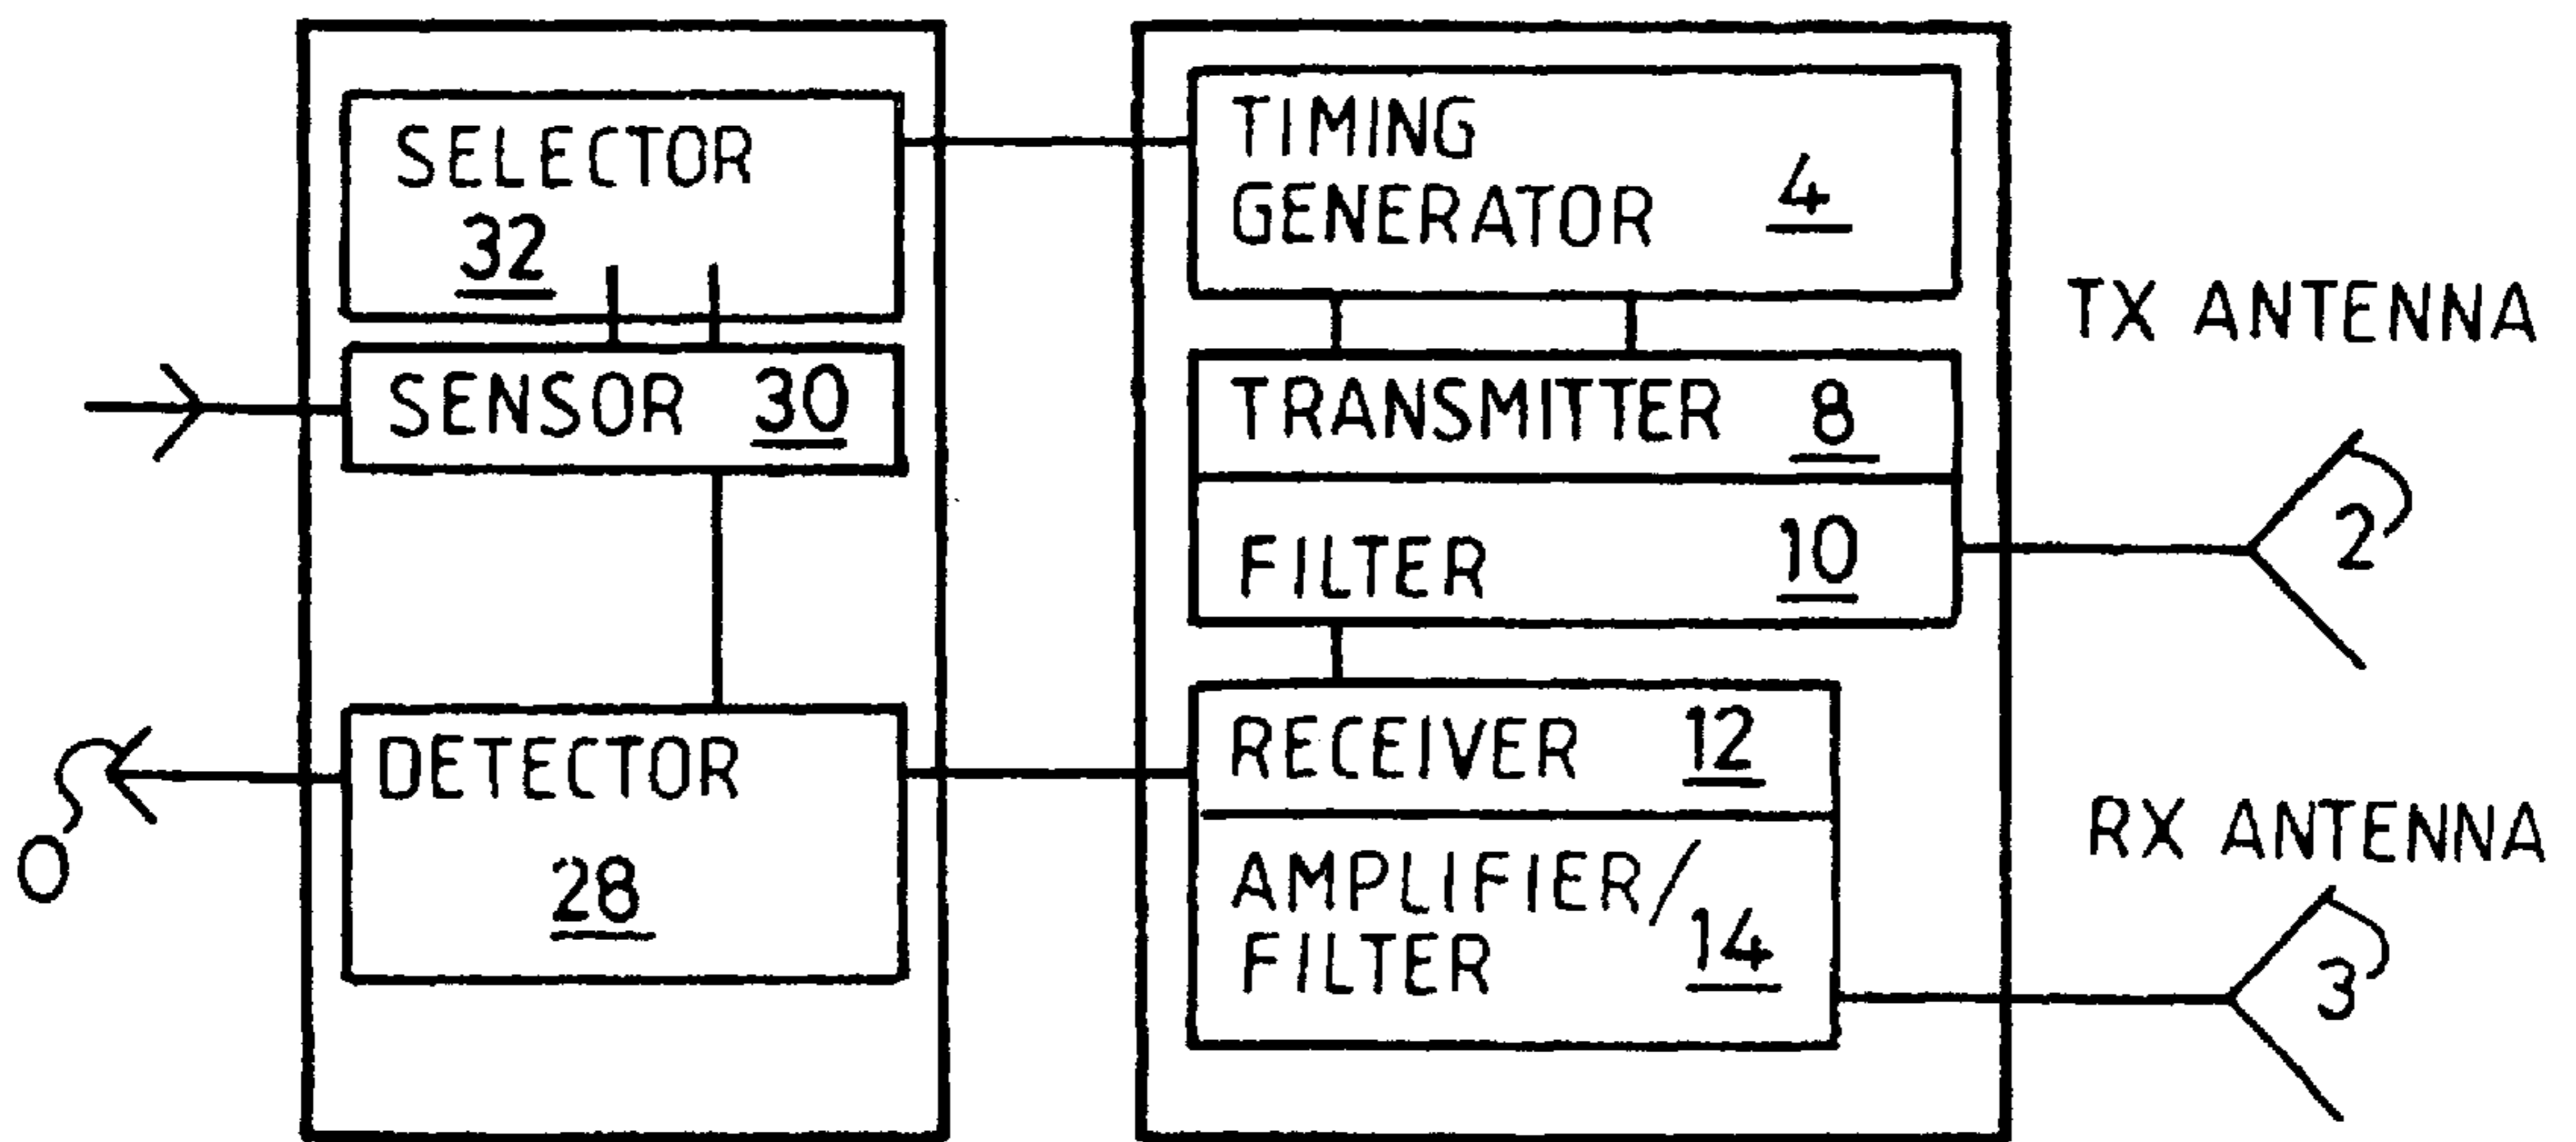 SELECTOR
32
SENSOR 30
DETECTOR
28
O
TIMING
GENERATOR 4
TRANSMITTER 8
FILTER 10
RECEIVER 12
AMPLIFIER/
FILTER 14
TX ANTENNA
2
RX ANTENNA
3